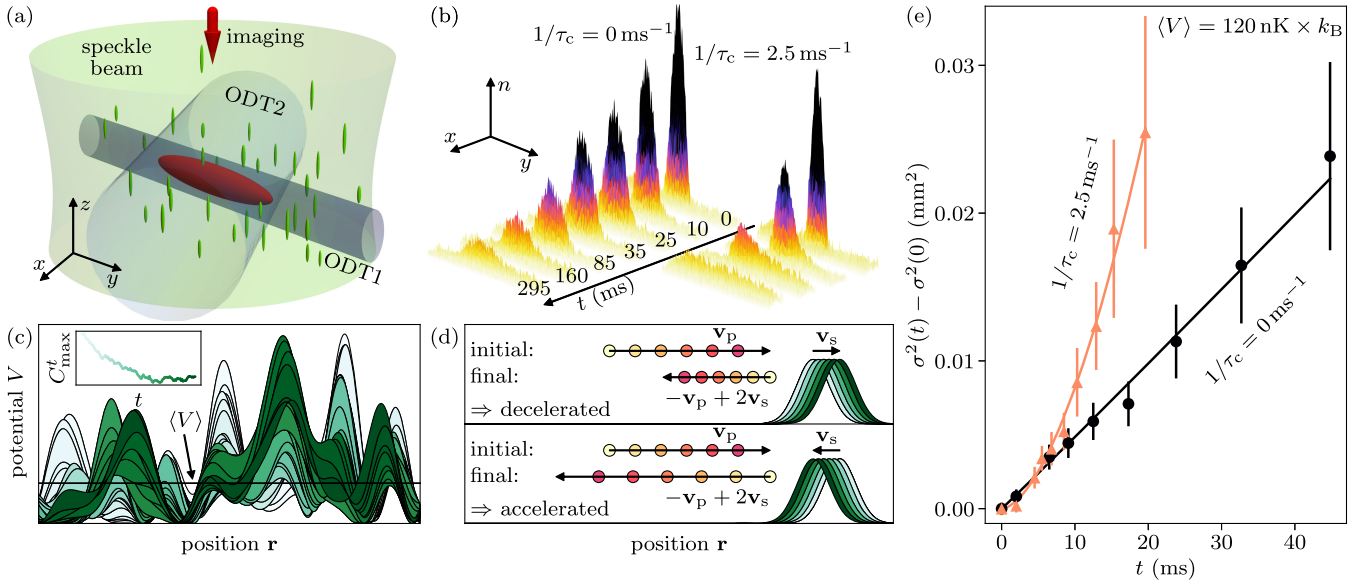 (a)
imaging
speckle
beam
ODT2
ODT1
z
x
y
(b)
1/τc = 0 ms⁻¹
1/τc = 2.5 ms⁻¹
n
x
y
0
10
25
35
85
160
295
t (ms)
(c)
Cᵗmax
t
⟨V⟩
potential V
position r
(d)
initial:
vp
vs
final:
−vp + 2vs
⇒ decelerated
initial:
vp
vs
final:
−vp + 2vs
⇒ accelerated
position r
(e)
⟨V⟩ = 120 nK × kB
1/τc = 2.5 ms⁻¹
1/τc = 0 ms⁻¹
σ²(t) − σ²(0) (mm²)
0.03
0.02
0.01
0.00
0
10
20
30
40
t (ms)